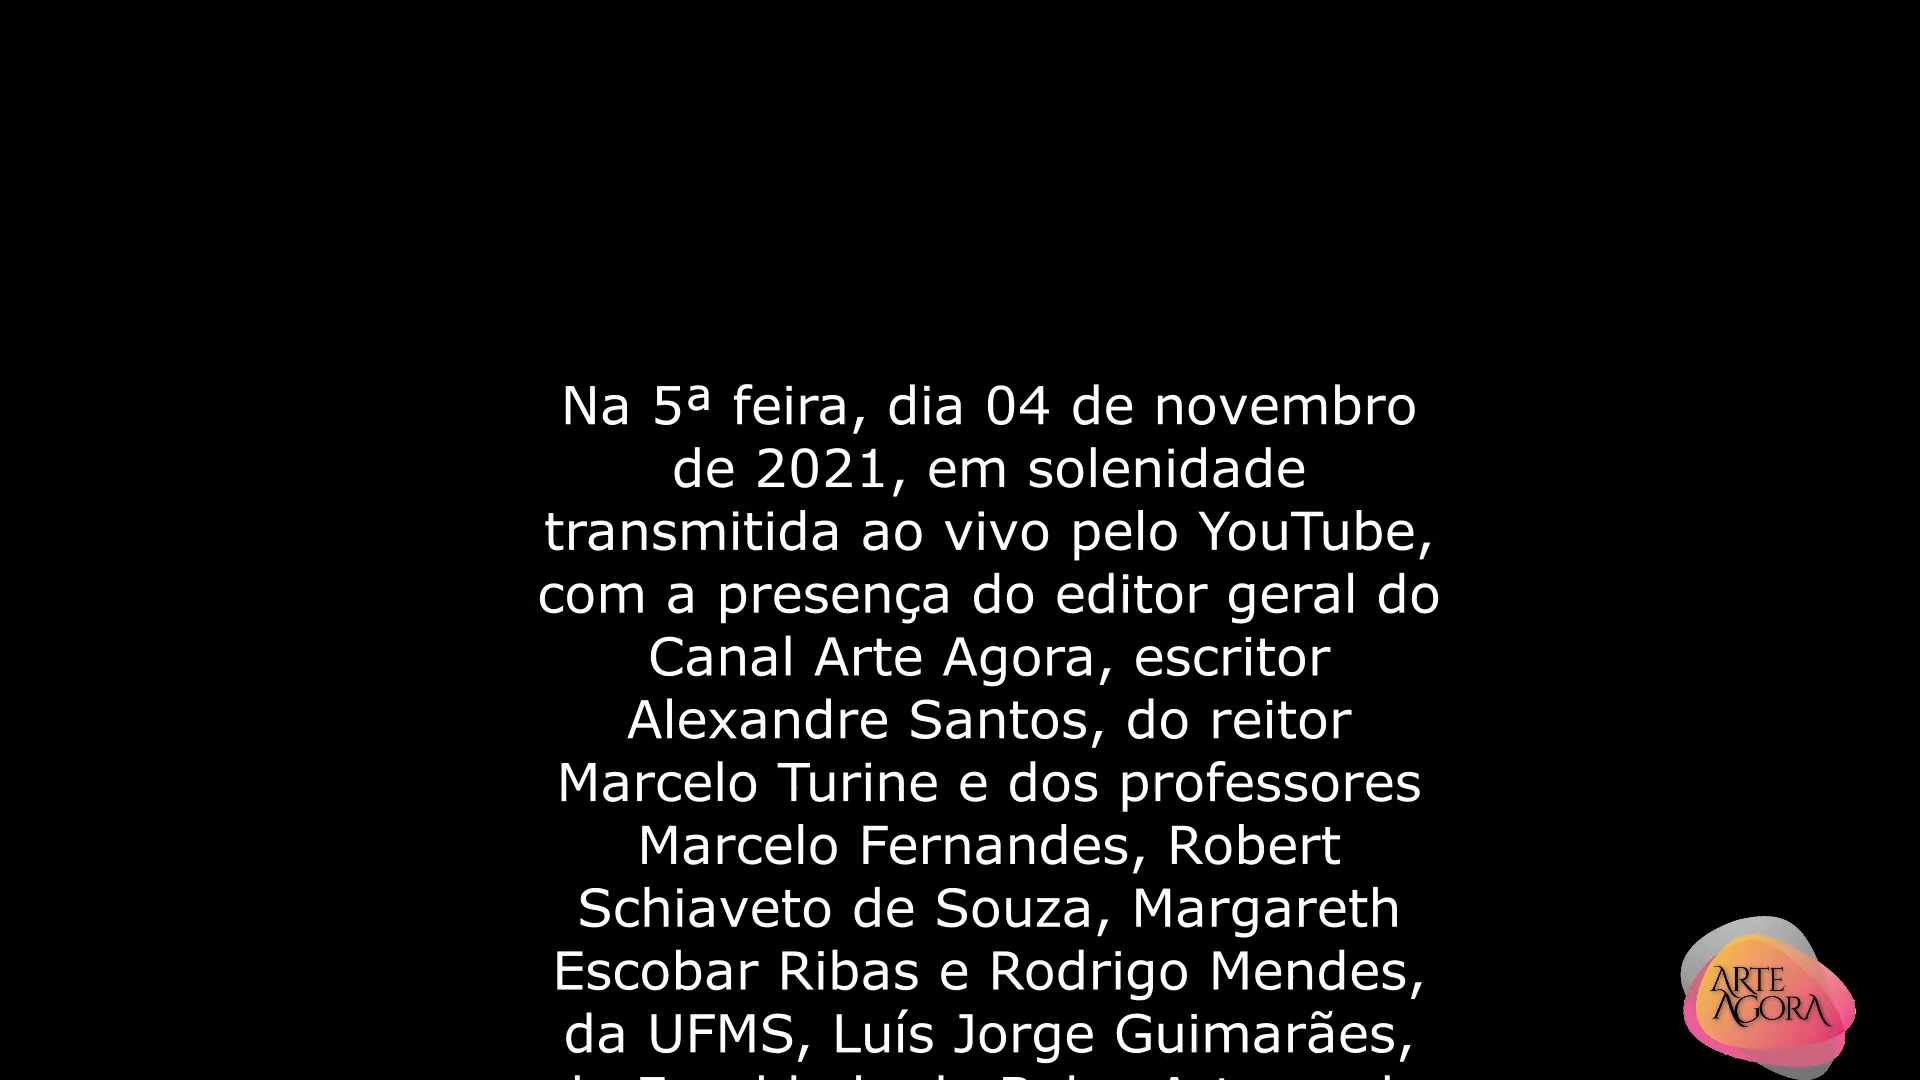 Na 5ª feira, dia 04 de novembro
de 2021, em solenidade
transmitida ao vivo pelo YouTube,
com a presença do editor geral do
Canal Arte Agora, escritor
Alexandre Santos, do reitor
Marcelo Turine e dos professores
Marcelo Fernandes, Robert
Schiaveto de Souza, Margareth
Escobar Ribas e Rodrigo Mendes,
da UFMS, Luís Jorge Guimarães,
ARTE
AGORA